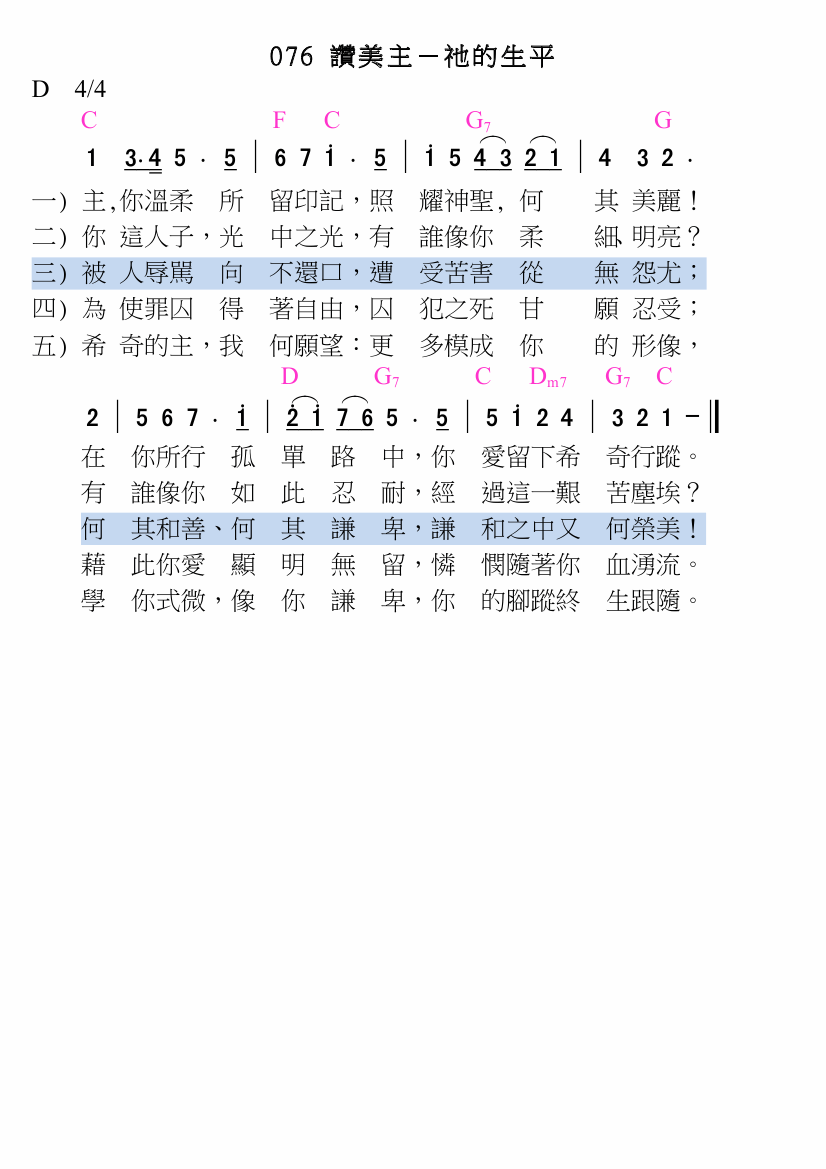 076 讚美主－祂的生平
D 4/4
C F C G7 G
1 3·4 5 · 5 | 6 7 i · 5 | i 5 4 3 2 1 | 4 3 2 ·
一) 主,你溫柔 所 留印記，照 耀神聖, 何 其 美麗！
二) 你 這人子，光 中之光，有 誰像你 柔 細、明亮？
三) 被 人辱駡 向 不還口，遭 受苦害 從 無 怨尤；
四) 為 使罪囚 得 著自由，囚 犯之死 甘 願 忍受；
五) 希 奇的主，我 何願望：更 多模成 你 的 形像，
D G7 C Dm7 G7 C
2 | 5 6 7 · i | 2̇ i 7 6 5 · 5 | 5 i 2 4 | 3 2 1 － ||
在 你所行 孤 單 路 中，你 愛留下希 奇行蹤。
有 誰像你 如 此 忍 耐，經 過這一艱 苦塵埃？
何 其和善、何 其 謙 卑，謙 和之中又 何榮美！
藉 此你愛 顯 明 無 留，憐 憫隨著你 血湧流。
學 你式微，像 你 謙 卑，你 的腳蹤終 生跟隨。